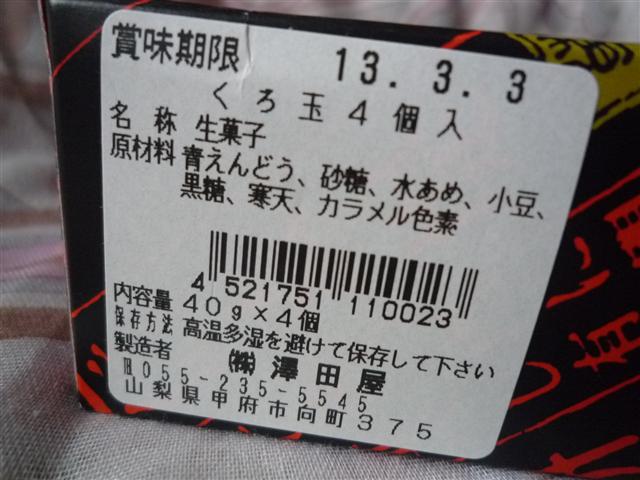 賞味期限 13.3.3
くろ玉4個入
名称 生菓子
原材料 青えんどう、砂糖、水あめ、小豆、
黒糖、寒天、カラメル色素
4 521751 110023
内容量 40g×4個
保存方法 高温多湿を避けて保存して下さい
製造者 ㈱澤田屋
℡055-235-5545
山梨県甲府市向町375